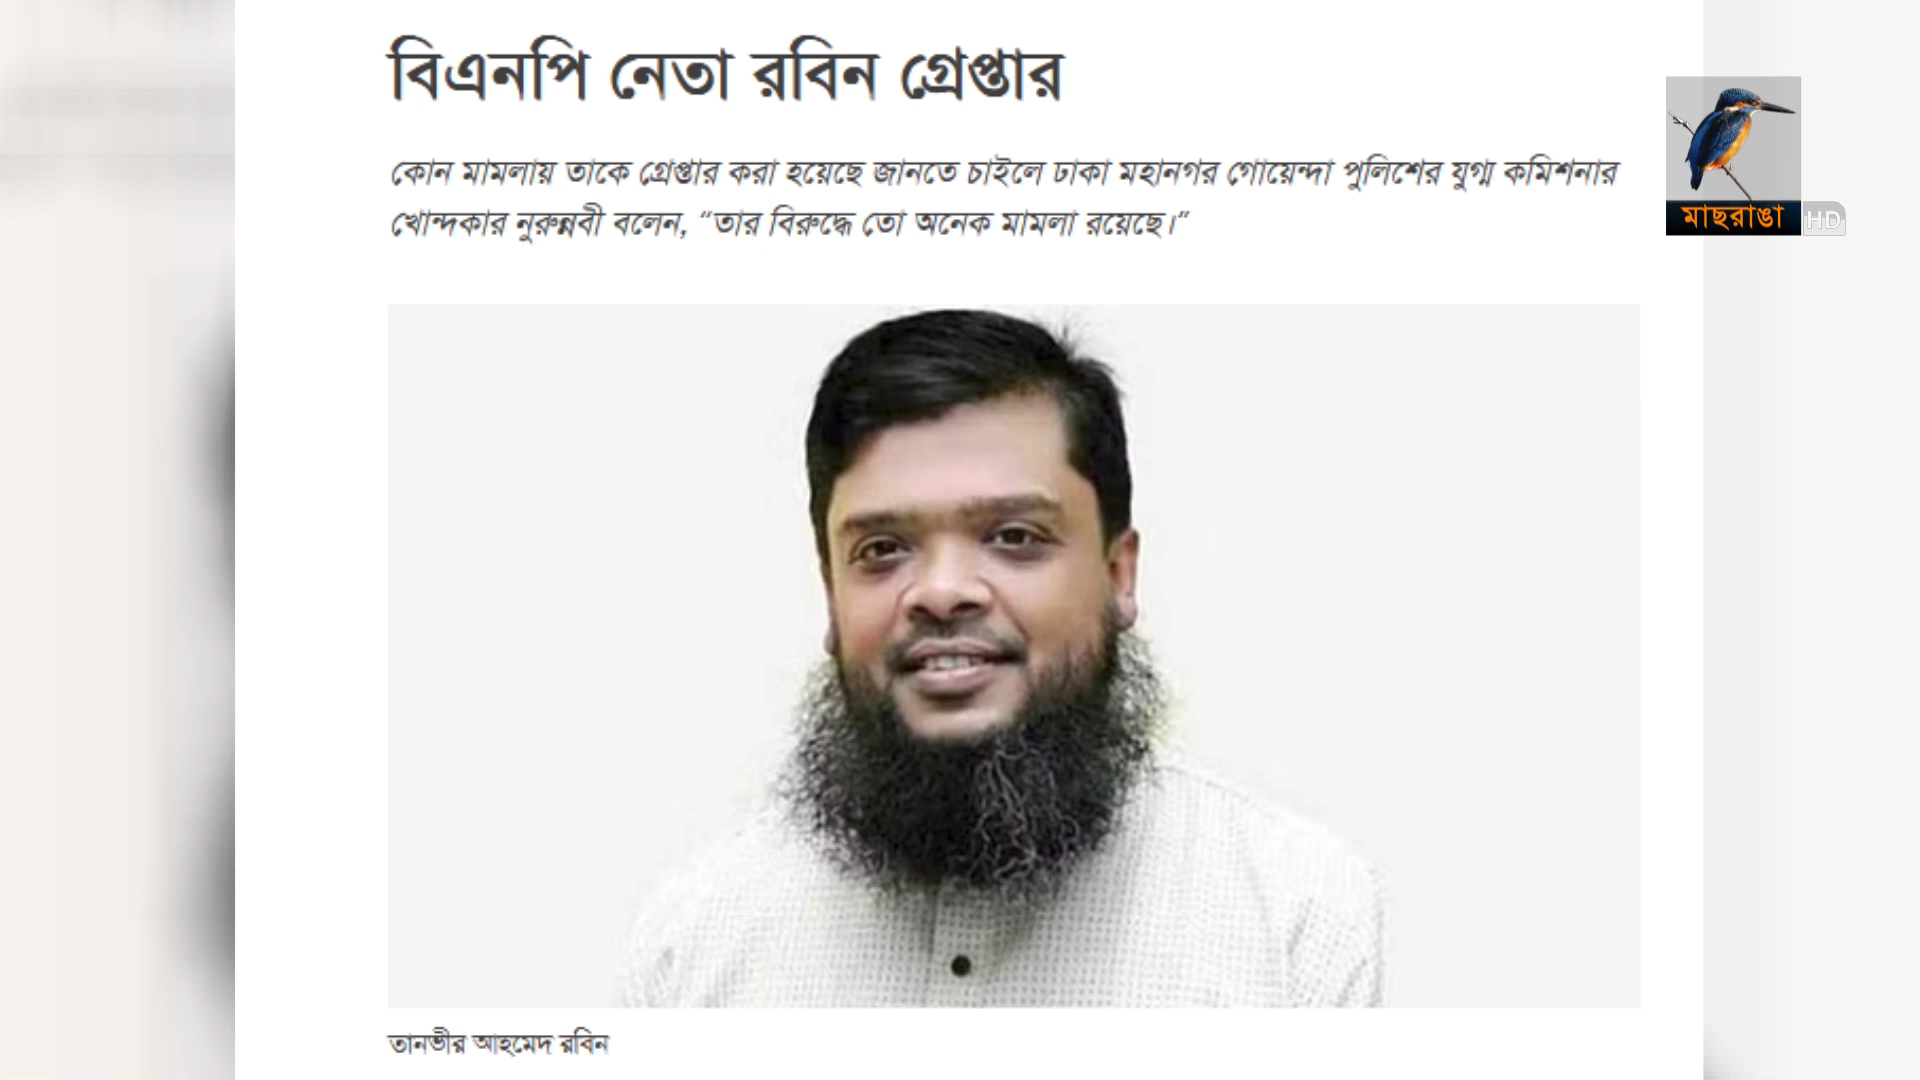 বিএনপি নেতা রবিন গ্রেপ্তার
কোন মামলায় তাকে গ্রেপ্তার করা হয়েছে জানতে চাইলে ঢাকা মহানগর গোয়েন্দা পুলিশের যুগ্ম কমিশনার
খোন্দকার নুরুন্নবী বলেন, “তার বিরুদ্ধে তো অনেক মামলা রয়েছে।”
মাছরাঙা HD
তানভীর আহমেদ রবিন